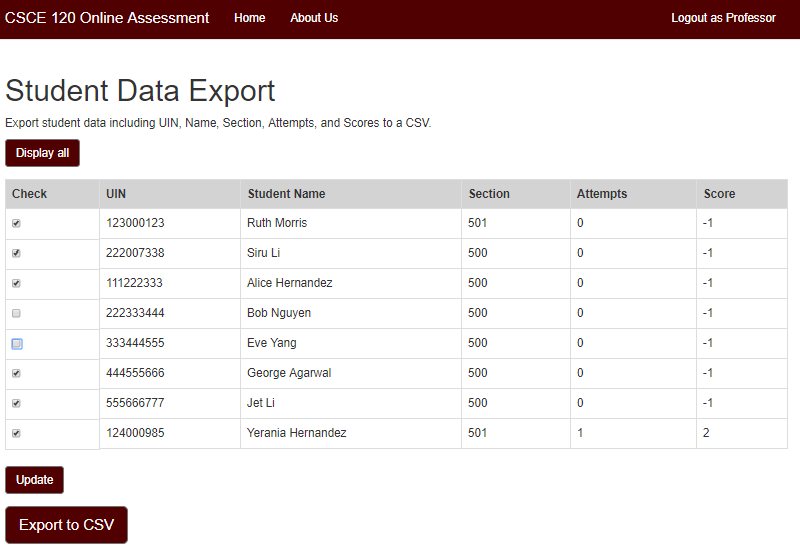 CSCE 120 Online Assessment Home About Us Logout as Professor
Student Data Export
Export student data including UIN, Name, Section, Attempts, and Scores to a CSV.
Display all
Check UIN Student Name Section Attempts Score
123000123 Ruth Morris 501 0 -1
222007338 Siru Li 500 0 -1
111222333 Alice Hernandez 500 0 -1
222333444 Bob Nguyen 500 0 -1
333444555 Eve Yang 500 0 -1
444555666 George Agarwal 500 0 -1
555666777 Jet Li 500 0 -1
124000985 Yerania Hernandez 501 1 2
Update
Export to CSV